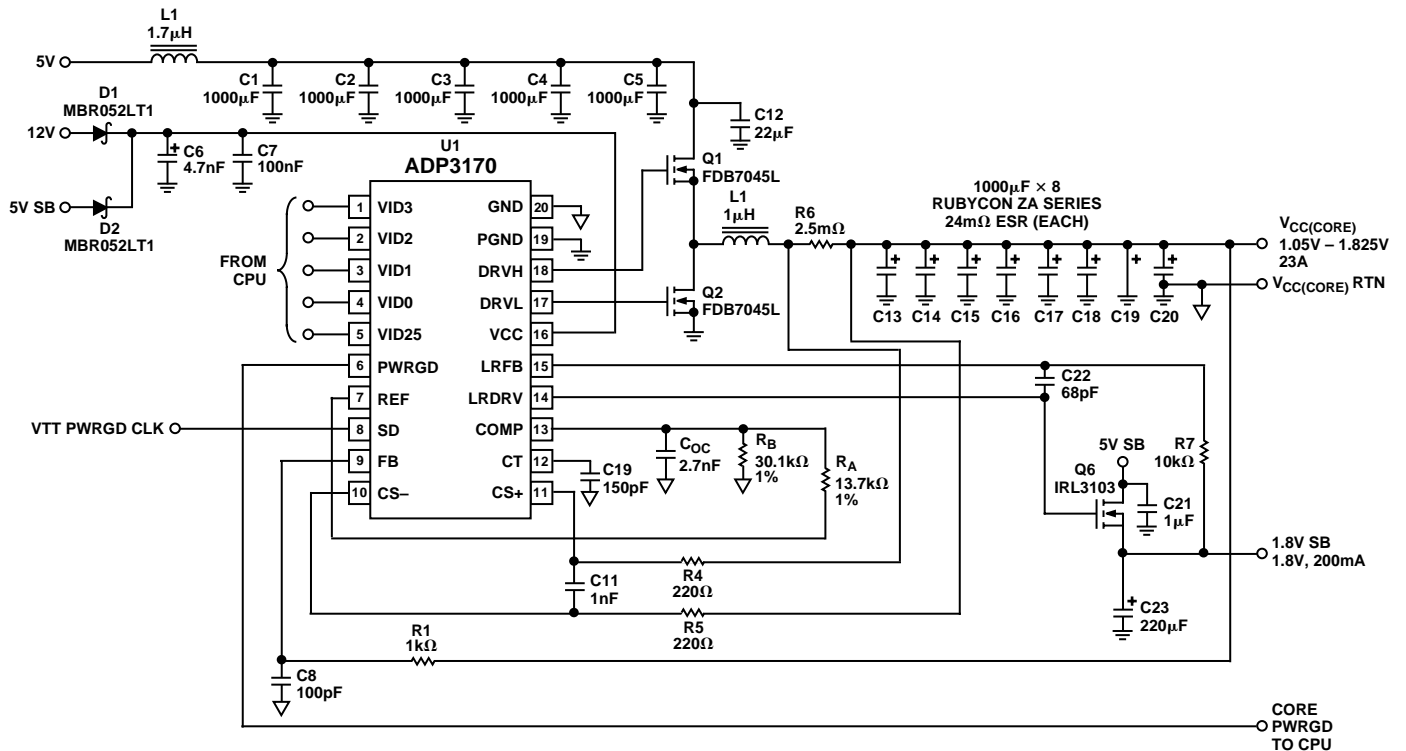 L1
1.7μH
5V
C1
1000μF
C2
1000μF
C3
1000μF
C4
1000μF
C5
1000μF
D1
MBR052LT1
12V
C6
4.7nF
C7
100nF
C12
22μF
5V SB
D2
MBR052LT1
U1
ADP3170
Q1
FDB7045L
FROM
CPU
1 VID3
2 VID2
3 VID1
4 VID0
5 VID25
6 PWRGD
7 REF
8 SD
9 FB
10 CS–
GND 20
PGND 19
DRVH 18
DRVL 17
VCC 16
LRFB 15
LRDRV 14
COMP 13
CT 12
CS+ 11
L1
1μH
R6
2.5mΩ
1000μF × 8
RUBYCON ZA SERIES
24mΩ ESR (EACH)
VCC(CORE)
1.05V – 1.825V
23A
VCC(CORE) RTN
Q2
FDB7045L
C13
C14
C15
C16
C17
C18
C19
C20
C22
68pF
VTT PWRGD CLK
COC
2.7nF
RB
30.1kΩ
1%
RA
13.7kΩ
1%
C19
150pF
5V SB
Q6
IRL3103
C21
1μF
R7
10kΩ
1.8V SB
1.8V, 200mA
C11
1nF
R4
220Ω
R5
220Ω
C23
220μF
R1
1kΩ
C8
100pF
CORE
PWRGD
TO CPU